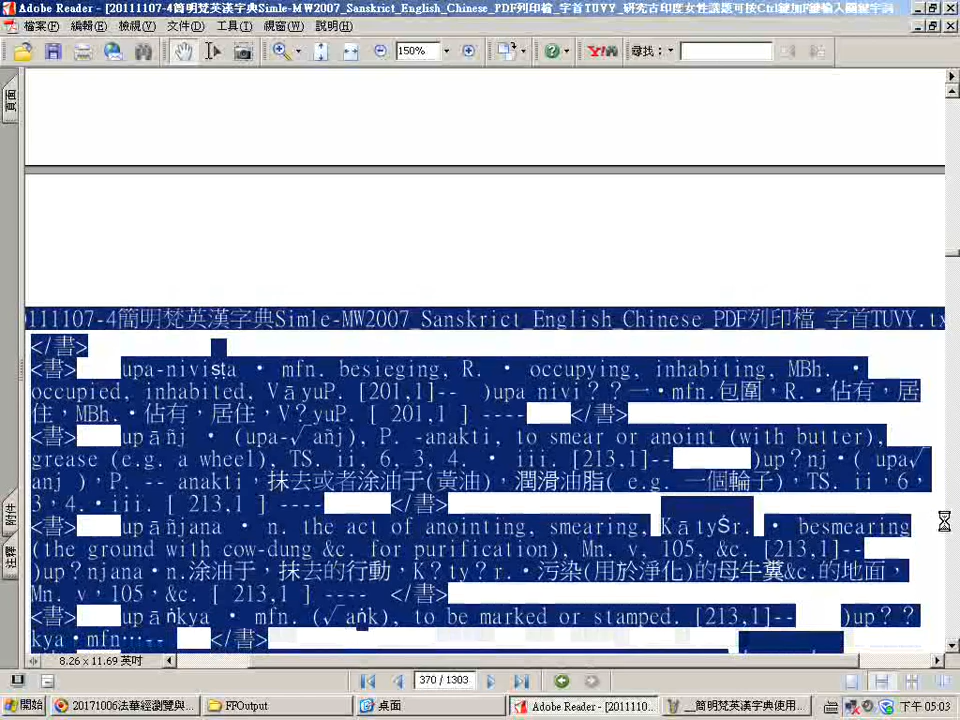 Adobe Reader - [20111107-4簡明梵英漢字典Simle-MW2007_Sanskrict_English_Chinese_PDF列印檔_字首TUVY_研究古印度女性議題可按Ctrl鍵加F鍵輸入關鍵字詞
檔案(F) 編輯(E) 檢視(V) 文件(D) 工具(T) 視窗(W) 說明(H)
150% Y! 尋找:
頁面
111107-4簡明梵英漢字典Simle-MW2007_Sanskrict_English_Chinese_PDF列印檔_字首TUVY.tx
</書>
<書> upa-niviṣṭa • mfn. besieging, R. • occupying, inhabiting, MBh. •
occupied, inhabited, VāyuP. [201,1]-- )upa nivi??一•mfn.包圍,R.•佔有,居
住,MBh.•佔有,居住,V?yuP. [ 201,1 ] ---- </書>
<書> upāñj • (upa-√añj), P. -anakti, to smear or anoint (with butter),
grease (e.g. a wheel), TS. ii, 6, 3, 4. • iii. [213,1]-- )up?nj•( upa√
anj ),P. -- anakti,抹去或者涂油于(黃油),潤滑油脂( e.g. 一個輪子),TS. ii,6,
3,4.•iii. [ 213,1 ] ---- </書>
<書> upāñjana • n. the act of anointing, smearing, KātyŚr. • besmearing
(the ground with cow-dung &c. for purification), Mn. v, 105, &c. [213,1]--
)up?njana•n.涂油于,抹去的行動,K?ty?r.•污染(用於淨化)的母牛糞&c.的地面,
Mn. v,105,&c. [ 213,1 ] ---- </書>
<書> upāṅkya • mfn. (√aṅk), to be marked or stamped. [213,1]-- )up??
kya•mfn…-- </書>
附件
注釋
8.26 x 11.69 英吋
370 / 1303
開始 20171006法華經瀏覽與... FFOutput 桌面 Adobe Reader - [2011110... __簡明梵英字典使用... 下午 05:03